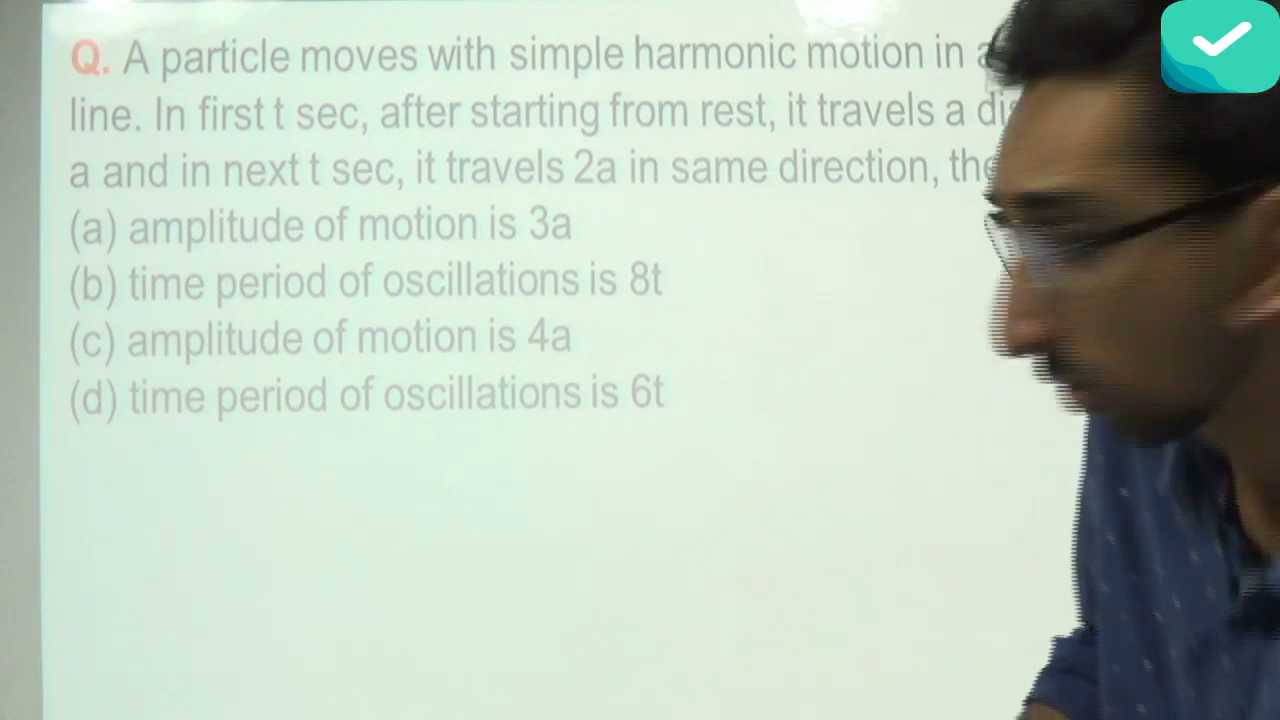 Q. A particle moves with simple harmonic motion in
line. In first t sec, after starting from rest, it travels a
a and in next t sec, it travels 2a in same direction,
(a) amplitude of motion is 3a
(b) time period of oscillations is 8t
(c) amplitude of motion is 4a
(d) time period of oscillations is 6t